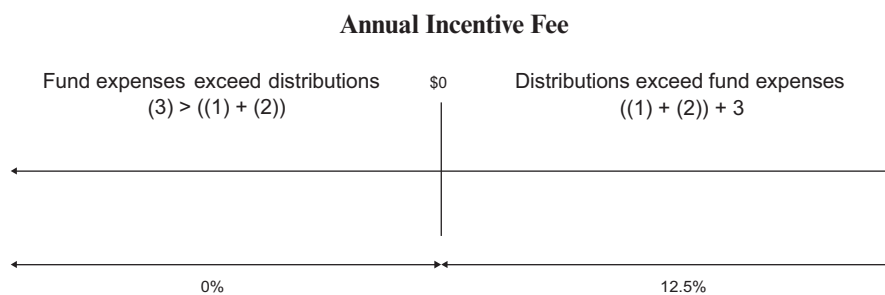 Annual Incentive Fee
Fund expenses exceed distributions
(3) > ((1) + (2))
$0
Distributions exceed fund expenses
((1) + (2)) + 3
0%
12.5%